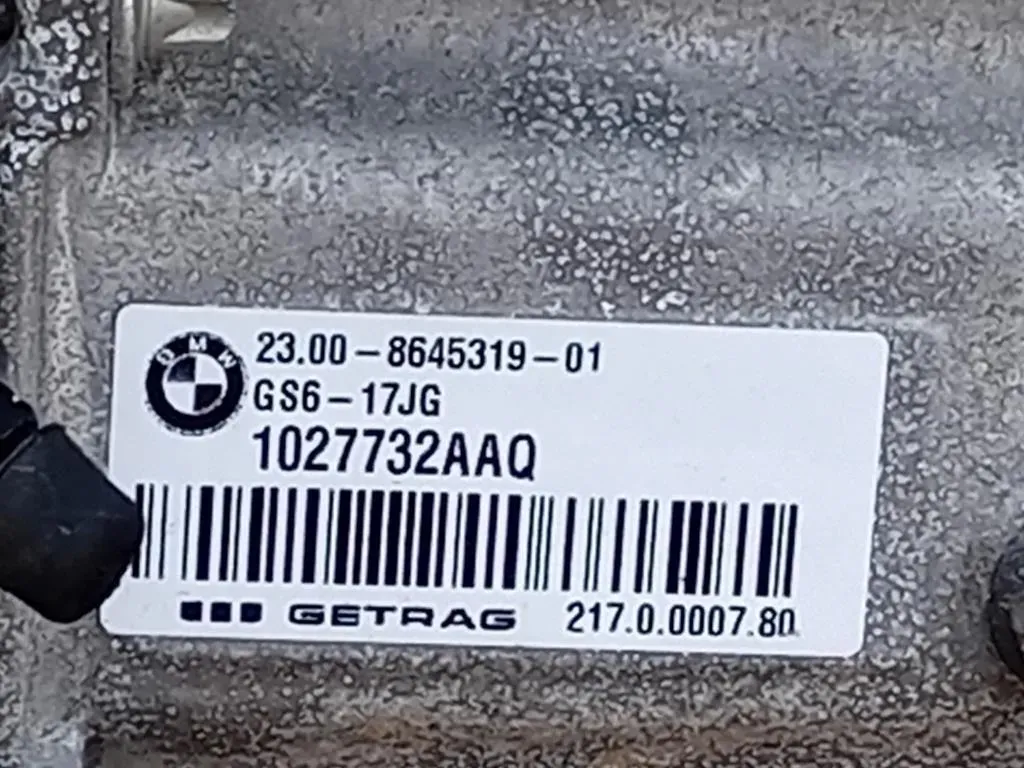 BMW
23.00-8645319-01
GS6-17JG
1027732AAQ
GETRAG 217.0.0007.80